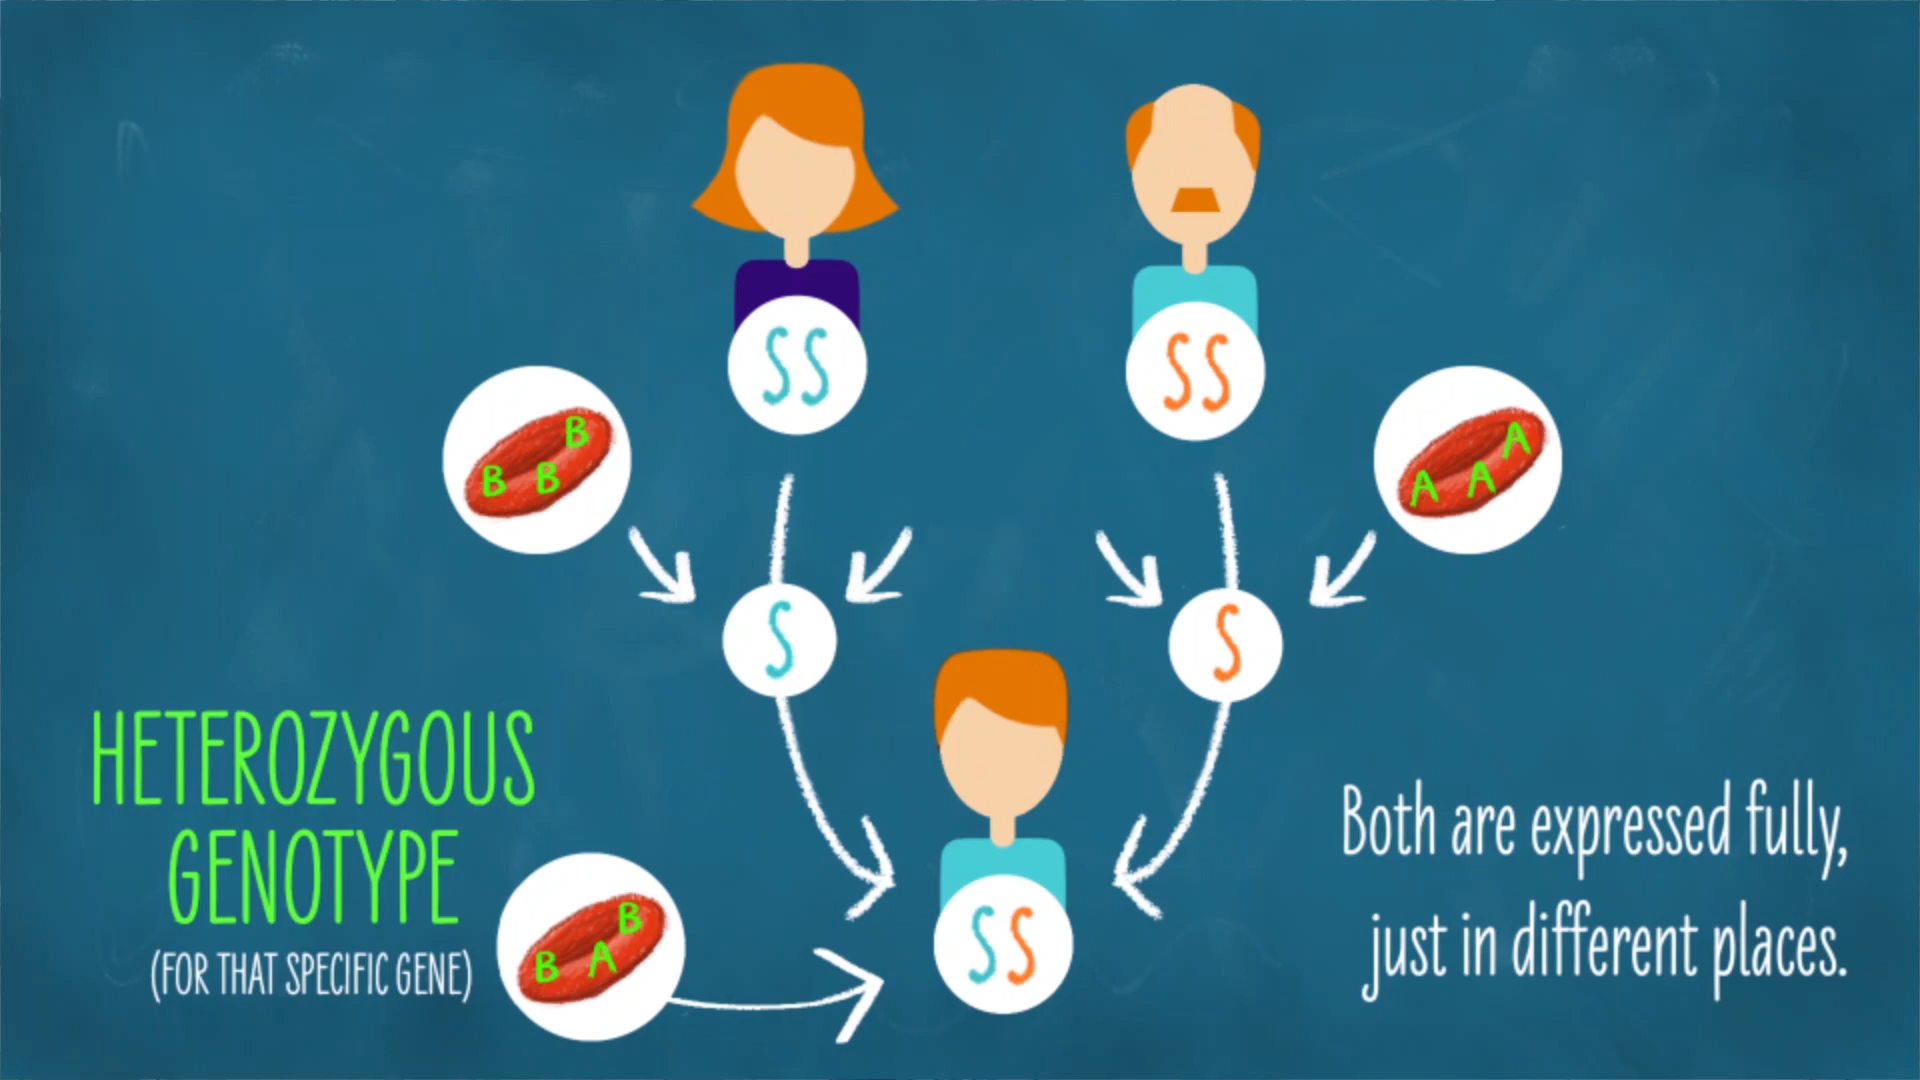 SS
SS
B
B B
A
A A
S
S
HETEROZYGOUS
GENOTYPE
(FOR THAT SPECIFIC GENE)
B
B A
SS
Both are expressed fully,
just in different places.